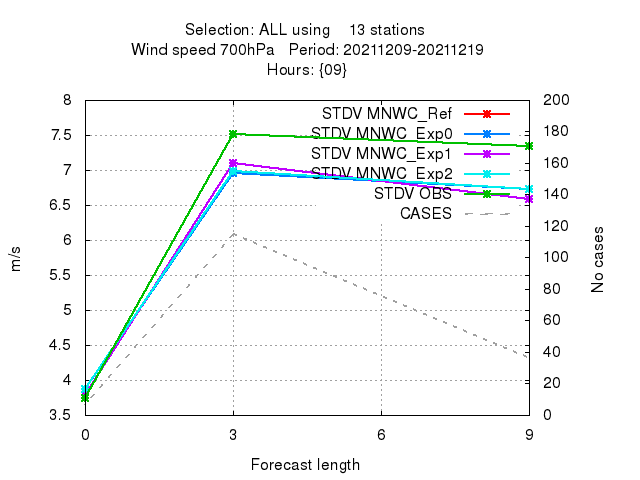 Selection: ALL using 13 stations
Wind speed 700hPa Period: 20211209-20211219
Hours: {09}
STDV MNWC_Ref
STDV MNWC_Exp0
STDV MNWC_Exp1
STDV MNWC_Exp2
STDV OBS
CASES
8
7.5
7
6.5
6
5.5
5
4.5
4
3.5
m/s
200
180
160
140
120
100
80
60
40
20
0
No cases
0 3 6 9
Forecast length